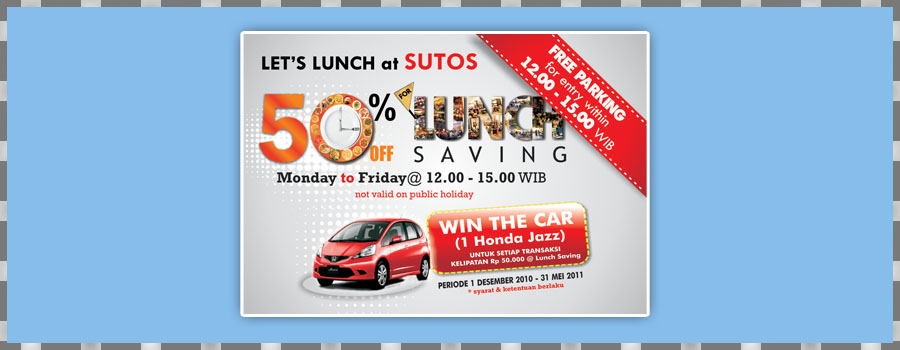 LET'S LUNCH at SUTOS
FREE PARKING
for entry within
12.00 - 15.00 WIB
50% OFF
FOR
LUNCH
SAVING
Monday to Friday@ 12.00 - 15.00 WIB
not valid on public holiday
WIN THE CAR
(1 Honda Jazz)
UNTUK SETIAP TRANSAKSI
KELIPATAN Rp 50.000 @ Lunch Saving
PERIODE 1 DESEMBER 2010 - 31 MEI 2011
* syarat & ketentuan berlaku